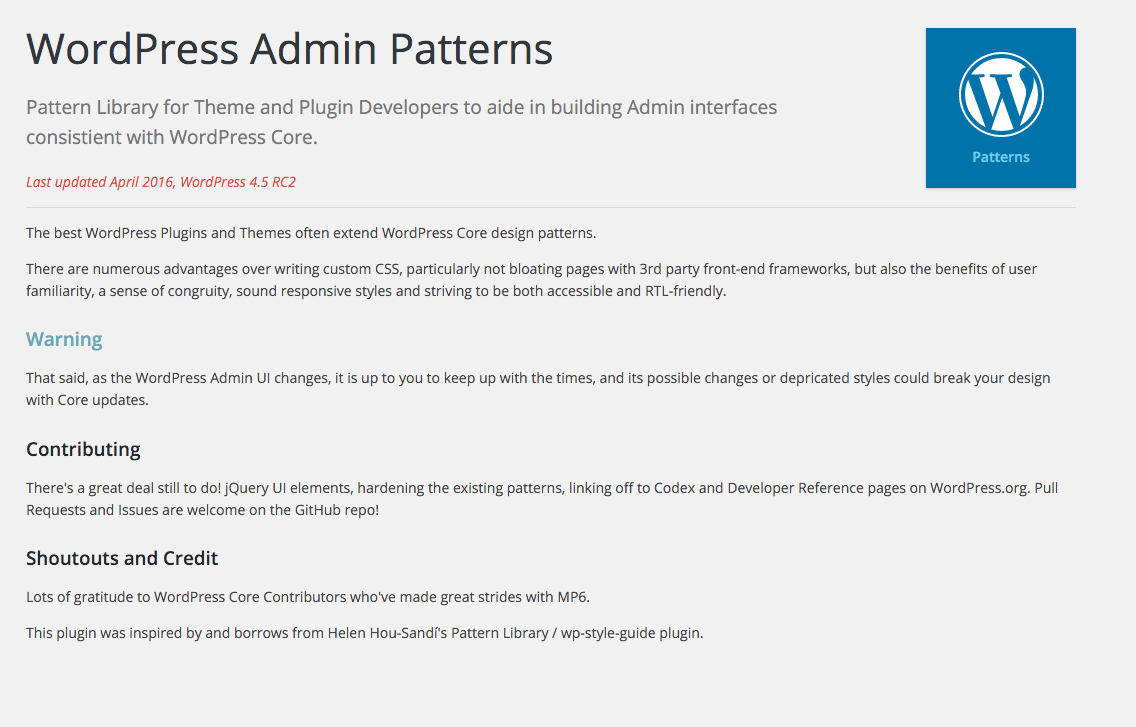 WordPress Admin Patterns
Pattern Library for Theme and Plugin Developers to aide in building Admin interfaces
consistient with WordPress Core.
Last updated April 2016, WordPress 4.5 RC2
W
Patterns
The best WordPress Plugins and Themes often extend WordPress Core design patterns.
There are numerous advantages over writing custom CSS, particularly not bloating pages with 3rd party front-end frameworks, but also the benefits of user
familiarity, a sense of congruity, sound responsive styles and striving to be both accessible and RTL-friendly.
Warning
That said, as the WordPress Admin UI changes, it is up to you to keep up with the times, and its possible changes or depricated styles could break your design
with Core updates.
Contributing
There's a great deal still to do! jQuery UI elements, hardening the existing patterns, linking off to Codex and Developer Reference pages on WordPress.org. Pull
Requests and Issues are welcome on the GitHub repo!
Shoutouts and Credit
Lots of gratitude to WordPress Core Contributors who've made great strides with MP6.
This plugin was inspired by and borrows from Helen Hou-Sandí's Pattern Library / wp-style-guide plugin.